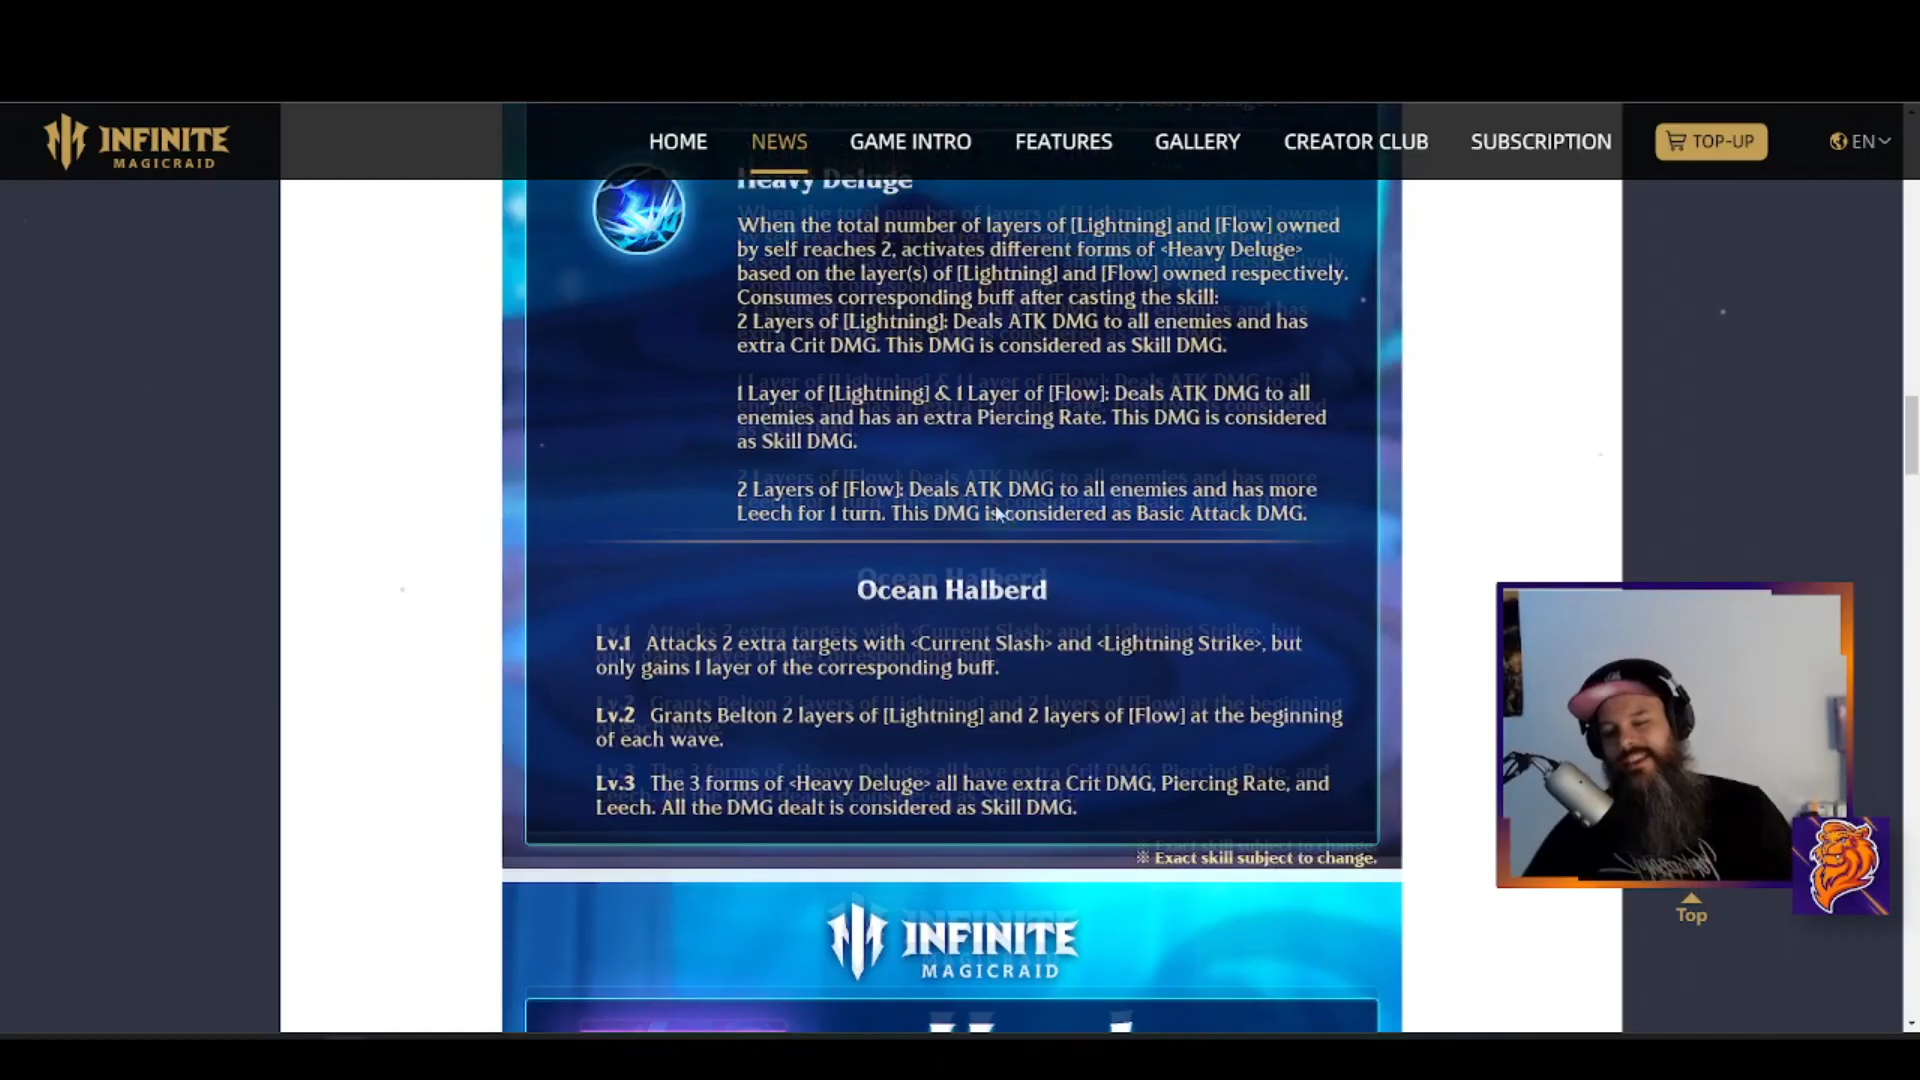 INFINITE
MAGICRAID
HOME NEWS GAME INTRO FEATURES GALLERY CREATOR CLUB SUBSCRIPTION TOP-UP EN
Heavy Deluge
When the total number of layers of [Lightning] and [Flow] owned
by self reaches 2, activates different forms of <Heavy Deluge>
based on the layer(s) of [Lightning] and [Flow] owned respectively.
Consumes corresponding buff after casting the skill:
2 Layers of [Lightning]: Deals ATK DMG to all enemies and has
extra Crit DMG. This DMG is considered as Skill DMG.
1 Layer of [Lightning] & 1 Layer of [Flow]: Deals ATK DMG to all
enemies and has an extra Piercing Rate. This DMG is considered
as Skill DMG.
2 Layers of [Flow]: Deals ATK DMG to all enemies and has more
Leech for 1 turn. This DMG is considered as Basic Attack DMG.
Ocean Halberd
Lv.1 Attacks 2 extra targets with <Current Slash> and <Lightning Strike>, but
only gains 1 layer of the corresponding buff.
Lv.2 Grants Belton 2 layers of [Lightning] and 2 layers of [Flow] at the beginning
of each wave.
Lv.3 The 3 forms of <Heavy Deluge> all have extra Crit DMG, Piercing Rate, and
Leech. All the DMG dealt is considered as Skill DMG.
※ Exact skill subject to change.
INFINITE
MAGICRAID
Top